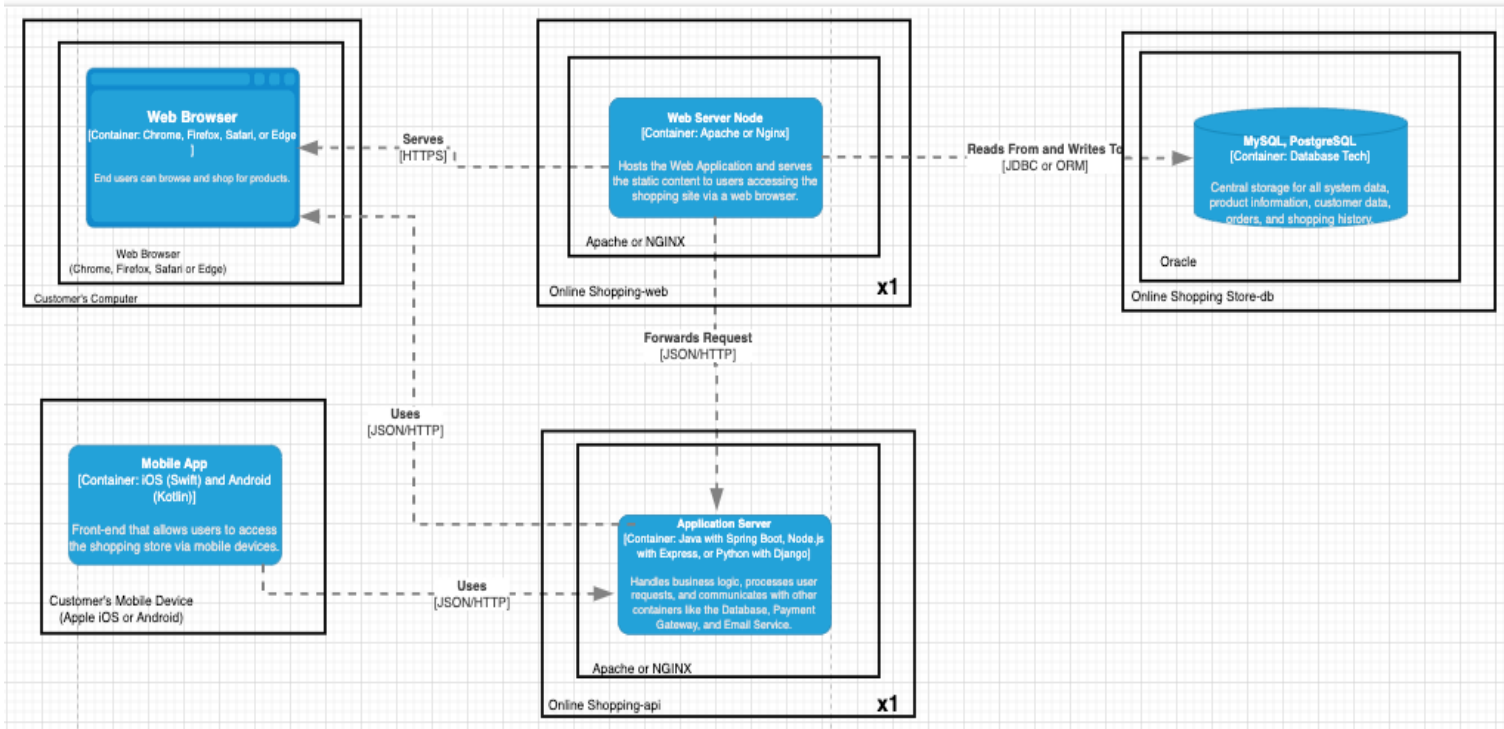 Web Browser
[Container: Chrome, Firefox, Safari, or Edge
]
End users can browse and shop for products.
Web Browser
(Chrome, Firefox, Safari or Edge)
Customer's Computer
Serves
[HTTPS]
Web Server Node
[Container: Apache or Nginx]
Hosts the Web Application and serves
the static content to users accessing the
shopping site via a web browser.
Apache or NGINX
Online Shopping-web
x1
Reads From and Writes To
[JDBC or ORM]
MySQL, PostgreSQL
[Container: Database Tech]
Central storage for all system data,
product information, customer data,
orders, and shopping history.
Oracle
Online Shopping Store-db
Forwards Request
[JSON/HTTP]
Uses
[JSON/HTTP]
Mobile App
[Container: iOS (Swift) and Android
(Kotlin)]
Front-end that allows users to access
the shopping store via mobile devices.
Customer's Mobile Device
(Apple iOS or Android)
Uses
[JSON/HTTP]
Application Server
[Container: Java with Spring Boot, Node.js
with Express, or Python with Django]
Handles business logic, processes user
requests, and communicates with other
containers like the Database, Payment
Gateway, and Email Service.
Apache or NGINX
Online Shopping-api
x1